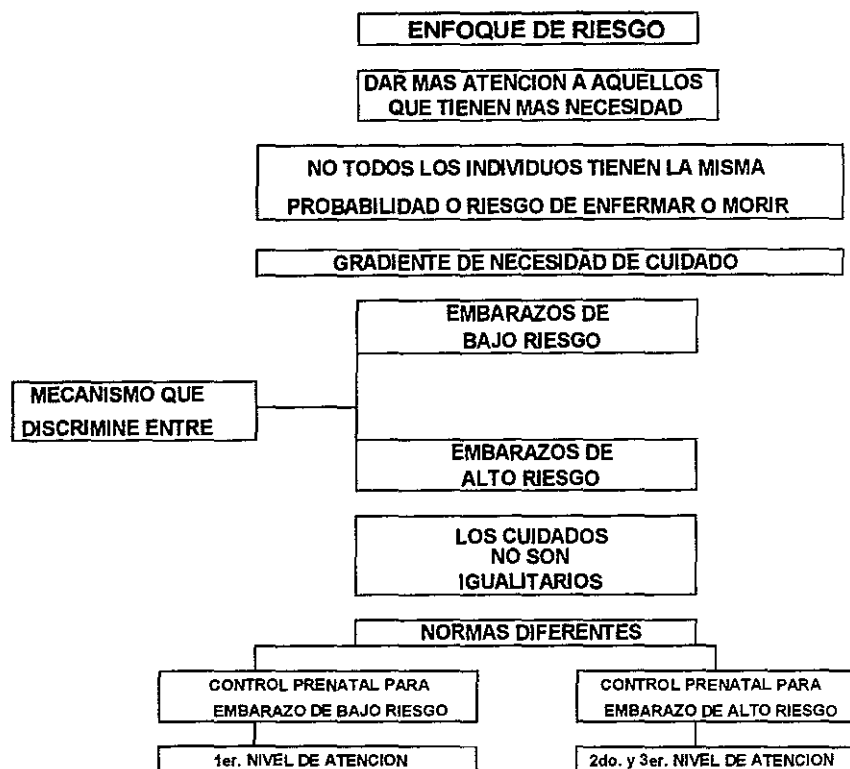 ENFOQUE DE RIESGO
DAR MAS ATENCION A AQUELLOS
QUE TIENEN MAS NECESIDAD
NO TODOS LOS INDIVIDUOS TIENEN LA MISMA
PROBABILIDAD O RIESGO DE ENFERMAR O MORIR
GRADIENTE DE NECESIDAD DE CUIDADO
EMBARAZOS DE
BAJO RIESGO
MECANISMO QUE
DISCRIMINE ENTRE
EMBARAZOS DE
ALTO RIESGO
LOS CUIDADOS
NO SON
IGUALITARIOS
NORMAS DIFERENTES
CONTROL PRENATAL PARA
EMBARAZO DE BAJO RIESGO
CONTROL PRENATAL PARA
EMBARAZO DE ALTO RIESGO
1er. NIVEL DE ATENCION
2do. y 3er. NIVEL DE ATENCION